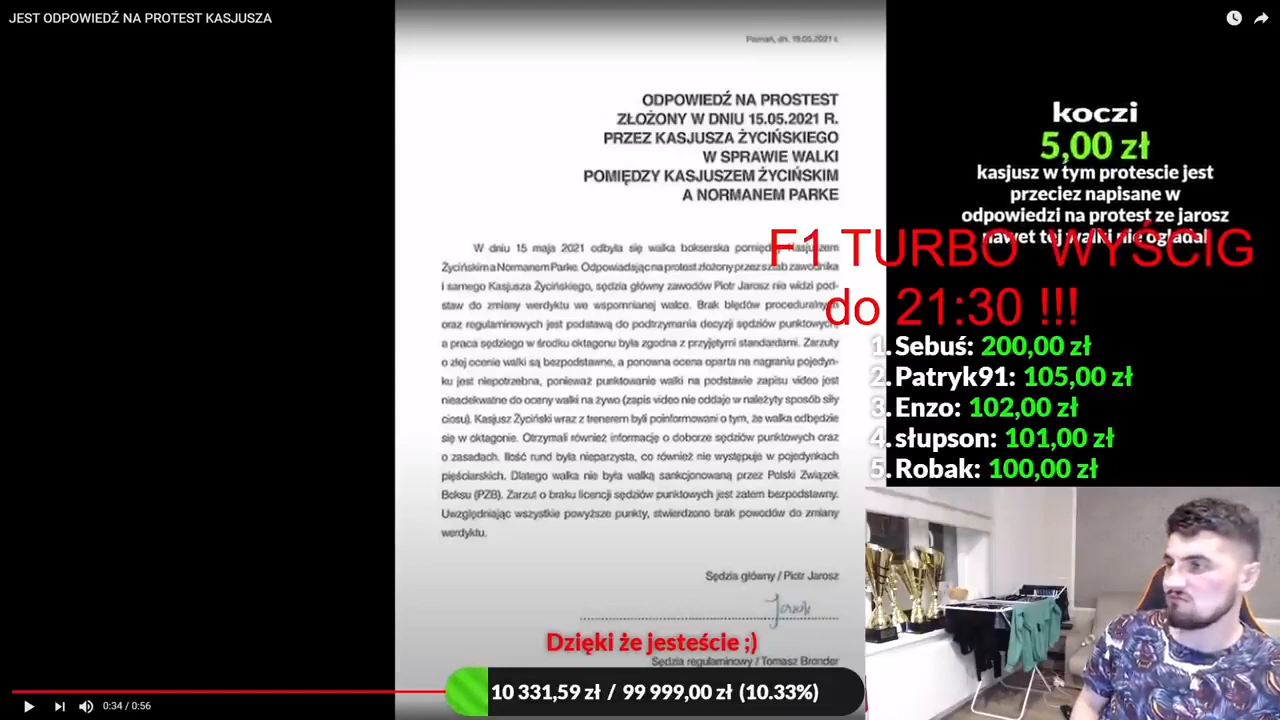 JEST ODPOWIEDŹ NA PROTEST KASJUSZA
Poznań, dn. 19.05.2021 r.
ODPOWIEDŹ NA PROSTEST
ZŁOŻONY W DNIU 15.05.2021 R.
PRZEZ KASJUSZA ŻYCIŃSKIEGO
W SPRAWIE WALKI
POMIĘDZY KASJUSZEM ŻYCIŃSKIM
A NORMANEM PARKE
W dniu 15 maja 2021 odbyła się walka bokserska pomiędzy Kasjuszem
Życińskim a Normanem Parke. Odpowiadając na protest złożony przez sztab zawodnika
i samego Kasjusza Życińskiego, sędzia główny zawodów Piotr Jarosz nie widzi pod-
staw do zmiany werdyktu we wspomnianej walce. Brak błędów proceduralnych
oraz regulaminowych jest podstawą do podtrzymania decyzji sędziów punktowych,
a praca sędziego w środku oktagonu była zgodna z przyjętymi standardami. Zarzuty
o złej ocenie walki są bezpodstawne, a ponowna ocena oparta na nagraniu pojedyn-
ku jest niepotrzebna, ponieważ punktowanie walki na podstawie zapisu video jest
nieadekwatne do oceny walki na żywo (zapis video nie oddaje w należyty sposób siły
ciosu). Kasjusz Życiński wraz z trenerem byli poinformowani o tym, że walka odbędzie
się w oktagonie. Otrzymali również informację o doborze sędziów punktowych oraz
o zasadach. Ilość rund była nieparzysta, co również nie występuje w pojedynkach
pięściarskich. Dlatego walka nie była walką sankcjonowaną przez Polski Związek
Boksu (PZB). Zarzut o braku licencji sędziów punktowych jest zatem bezpodstawny.
Uwzględniając wszystkie powyższe punkty, stwierdzono brak powodów do zmiany
werdyktu.
Sędzia główny / Piotr Jarosz
Sędzia regulaminowy / Tomasz Bronder
koczi
5,00 zł
kasjusz w tym protescie jest
przeciez napisane w
odpowiedzi na protest ze jarosz
nawet tej walki nie ogladal
F1 TURBO WYŚCIG
do 21:30 !!!
1. Sebuś: 200,00 zł
2. Patryk91: 105,00 zł
3. Enzo: 102,00 zł
4. słupson: 101,00 zł
5. Robak: 100,00 zł
Dzięki że jesteście ;)
10 331,59 zł / 99 999,00 zł (10.33%)
0:34 / 0:56